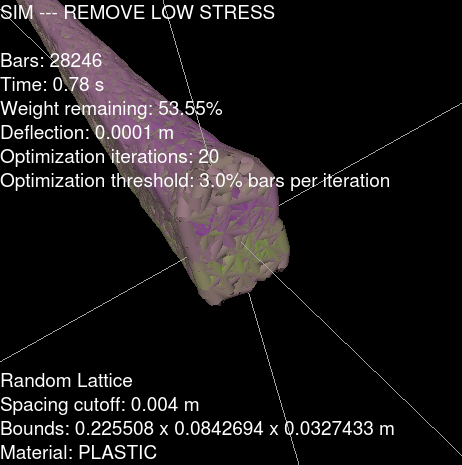 SIM --- REMOVE LOW STRESS
Bars: 28246
Time: 0.78 s
Weight remaining: 53.55%
Deflection: 0.0001 m
Optimization iterations: 20
Optimization threshold: 3.0% bars per iteration
Random Lattice
Spacing cutoff: 0.004 m
Bounds: 0.225508 x 0.0842694 x 0.0327433 m
Material: PLASTIC